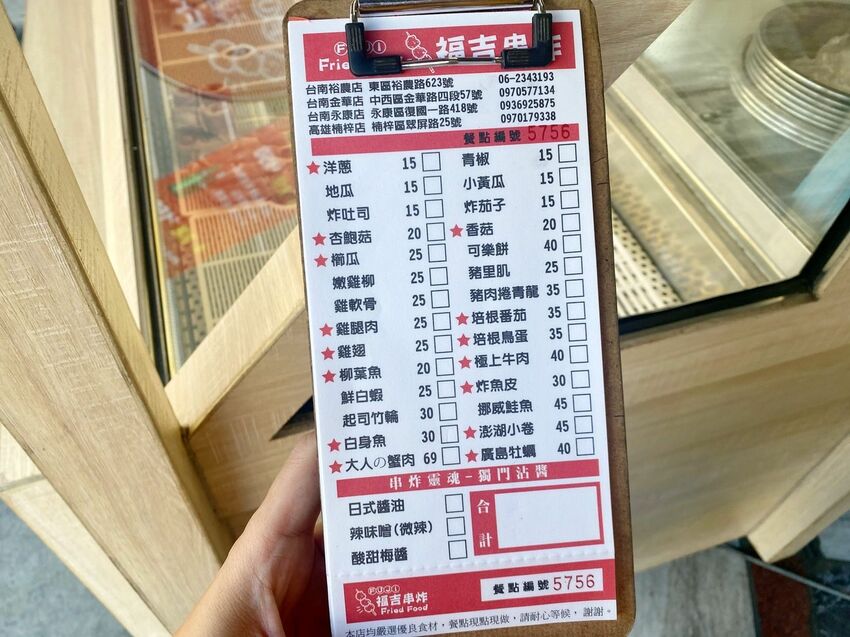 FUJI
福吉串炸
Fried
台南裕農店 東區裕農路623號 06-2343193
台南金華店 中西區金華路四段57號 0970577134
台南永康店 永康區復國一路418號 0936925875
高雄楠梓店 楠梓區翠屏路25號 0970179338
餐點編號 5756
★洋蔥 15 □ 青椒 15 □
地瓜 15 □ 小黃瓜 15 □
炸吐司 15 □ 炸茄子 15 □
★杏鮑菇 20 □ ★香菇 20 □
★櫛瓜 25 □ 可樂餅 40 □
嫩雞柳 25 □ 豬里肌 25 □
雞軟骨 25 □ 豬肉捲青龍 35 □
★雞腿肉 25 □ ★培根番茄 35 □
★雞翅 25 □ ★培根鳥蛋 35 □
★柳葉魚 20 □ ★極上牛肉 40 □
鮮白蝦 25 □ ★炸魚皮 30 □
起司竹輪 30 □ 挪威鮭魚 45 □
★白身魚 30 □ ★澎湖小卷 45 □
★大人の蟹肉 69 □ ★廣島牡蠣 40 □
串炸靈魂-獨門沾醬
日式醬油 □
辣味噌(微辣) □
酸甜梅醬 □
合計
FUJI
福吉串炸
Fried Food
餐點編號 5756
本店均嚴選優良食材，餐點現點現做，請耐心等候，謝謝。